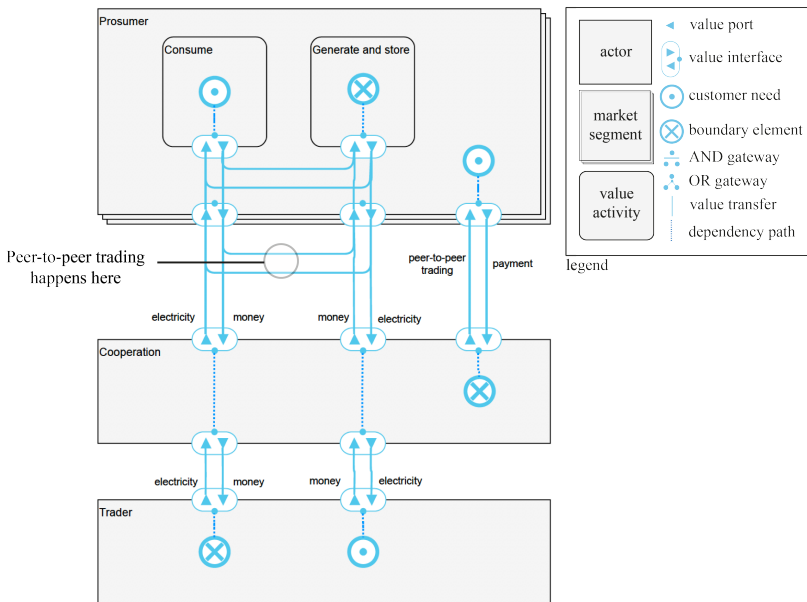 Prosumer
Consume
Generate and store
Peer-to-peer trading
happens here
peer-to-peer
trading
payment
electricity
money
money
electricity
Cooperation
electricity
money
money
electricity
Trader
actor
market
segment
value
activity
value port
value interface
customer need
boundary element
AND gateway
OR gateway
value transfer
dependency path
legend